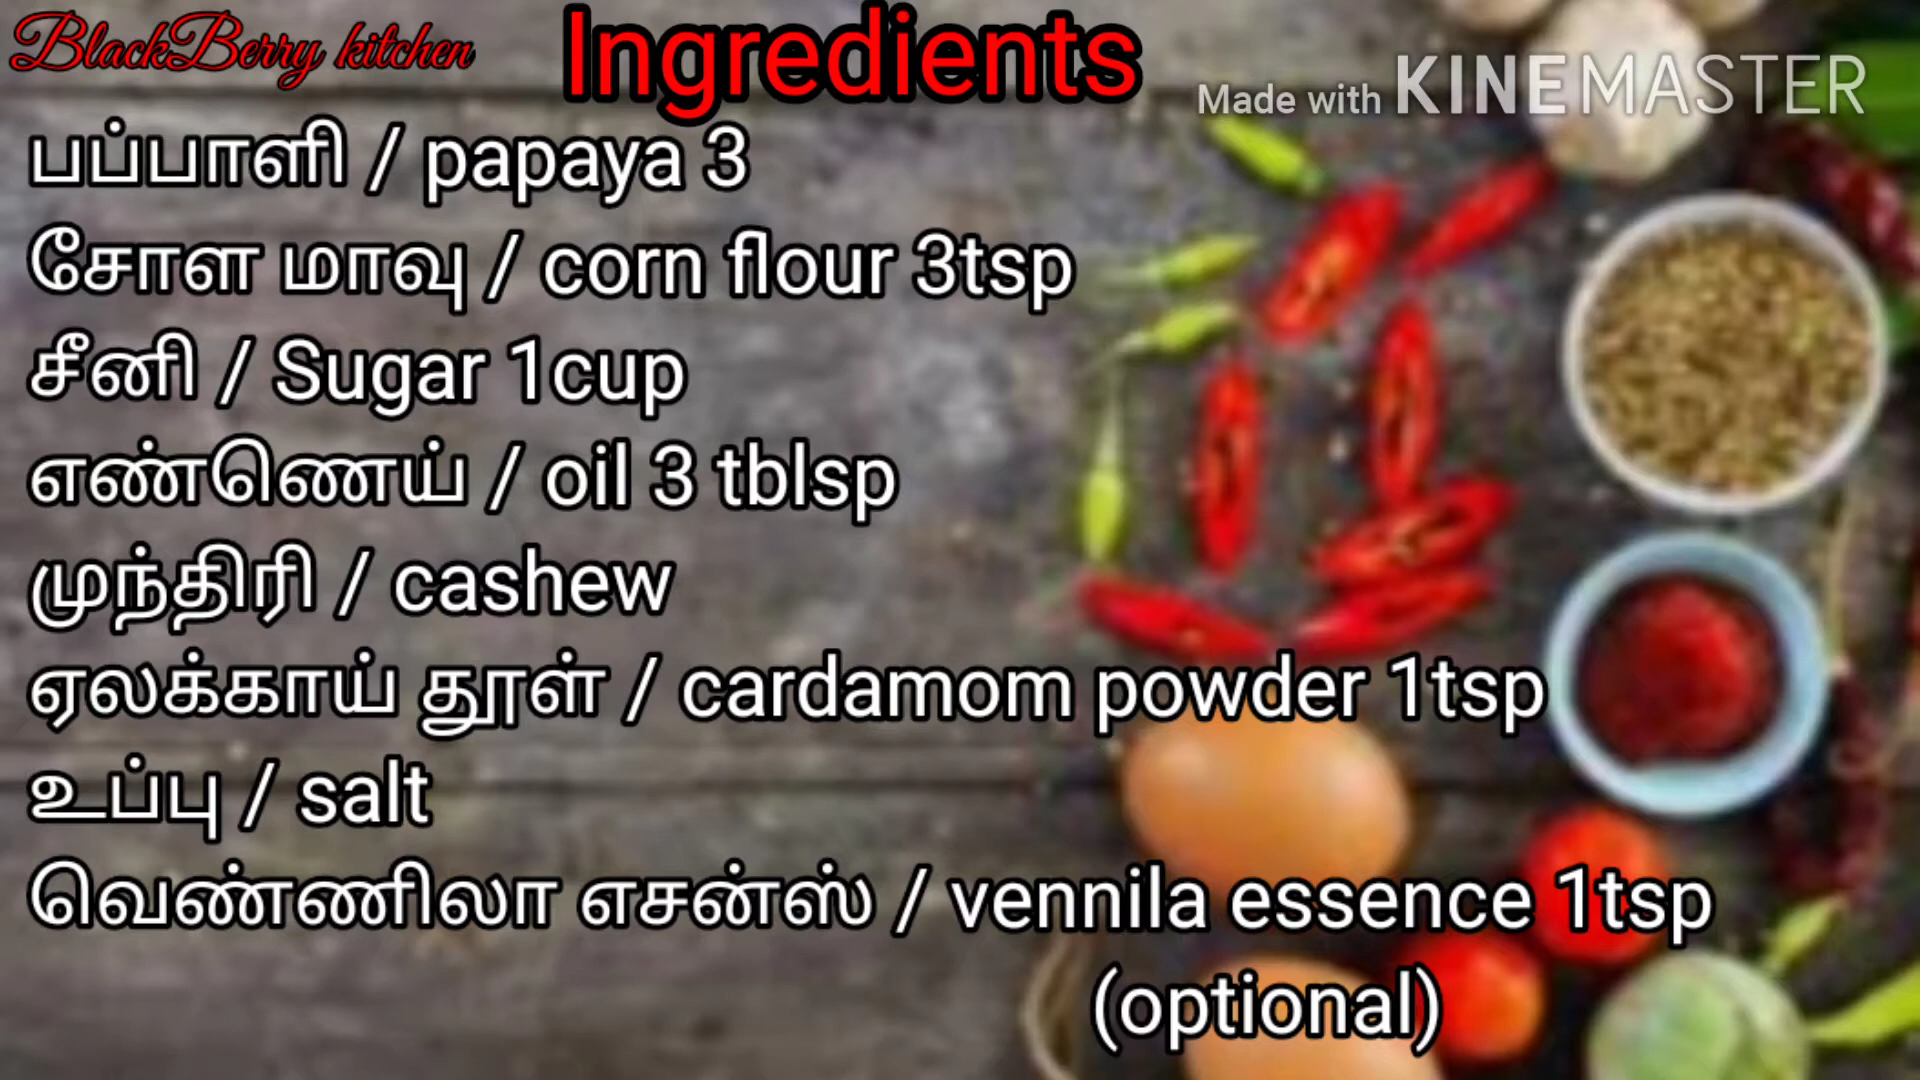 BlackBerry kitchen
Ingredients
Made with KINEMASTER
பப்பாளி / papaya 3
சோள மாவு / corn flour 3tsp
சீனி / Sugar 1cup
எண்ணெய் / oil 3 tblsp
முந்திரி / cashew
ஏலக்காய் தூள் / cardamom powder 1tsp
உப்பு / salt
வெண்ணிலா எசன்ஸ் / vennila essence 1tsp
(optional)